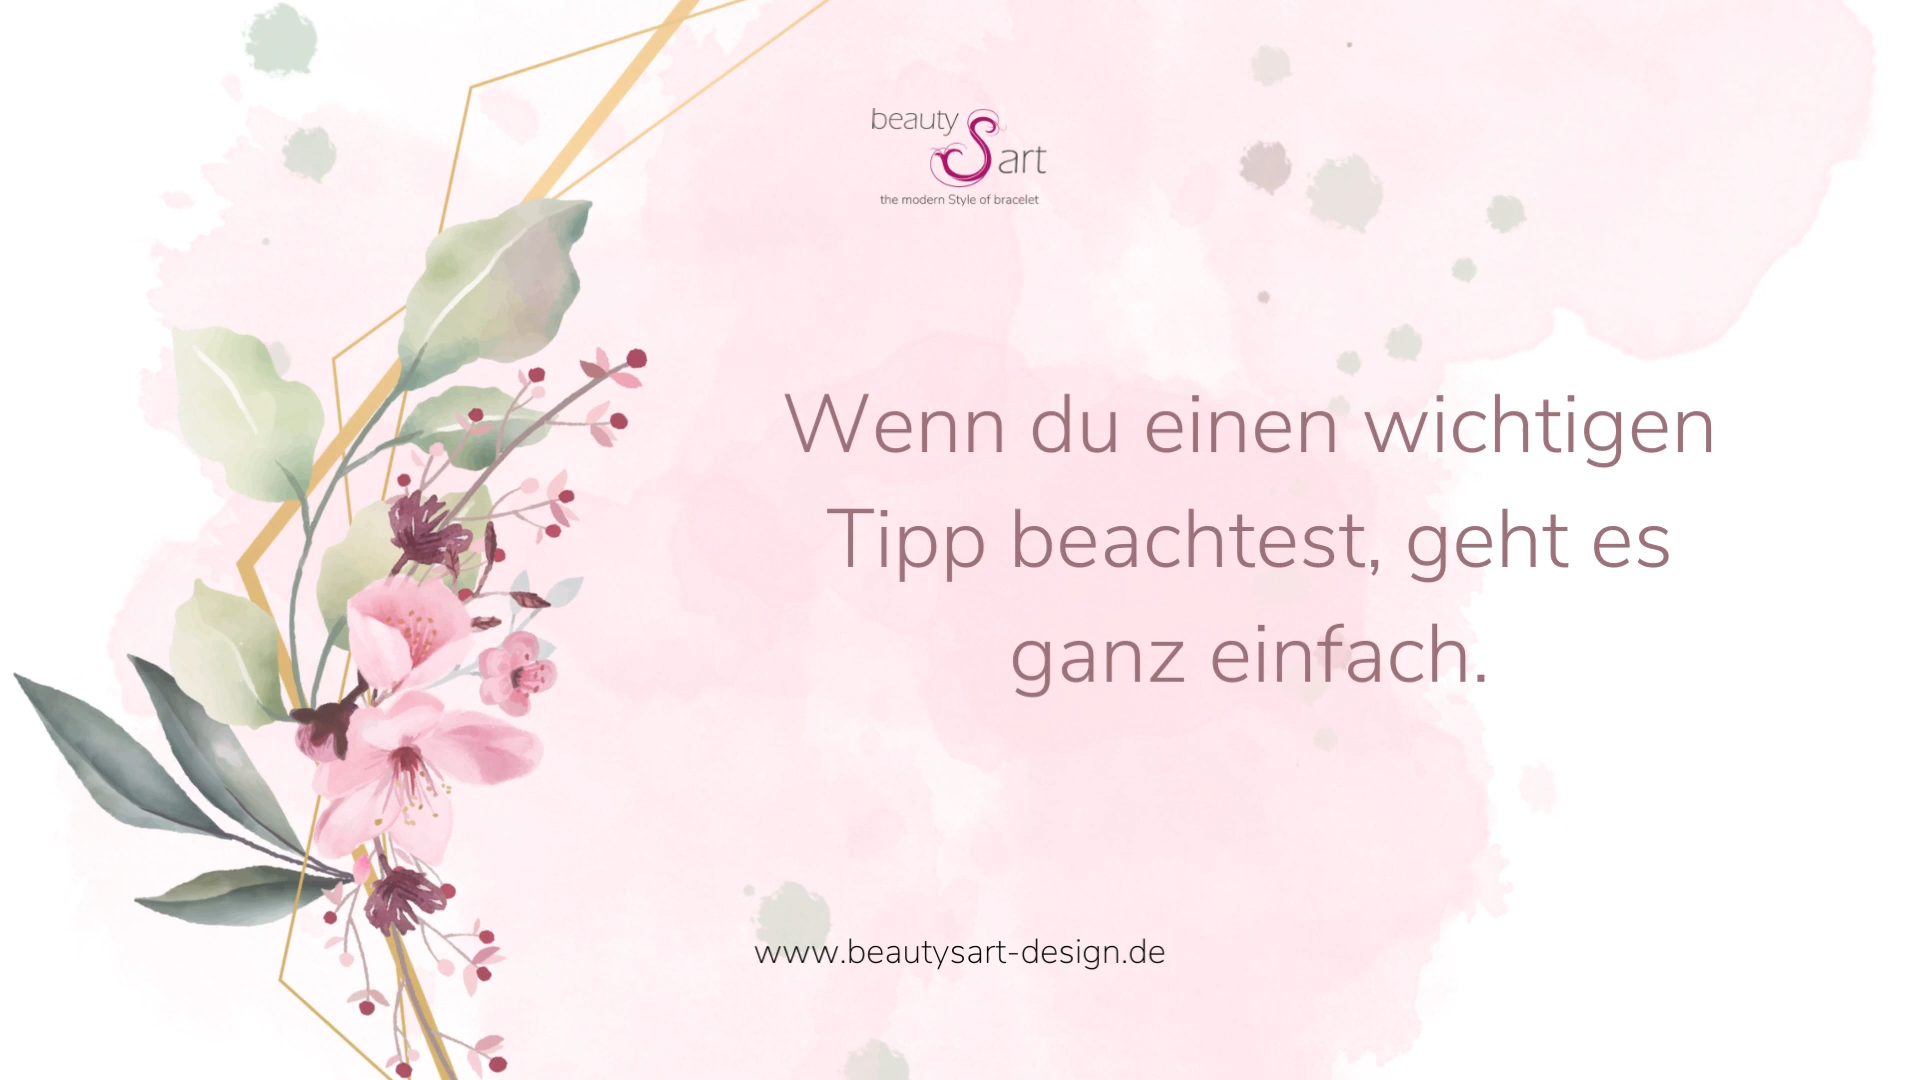 beauty S art
the modern Style of bracelet
Wenn du einen wichtigen
Tipp beachtest, geht es
ganz einfach.
www.beautysart-design.de